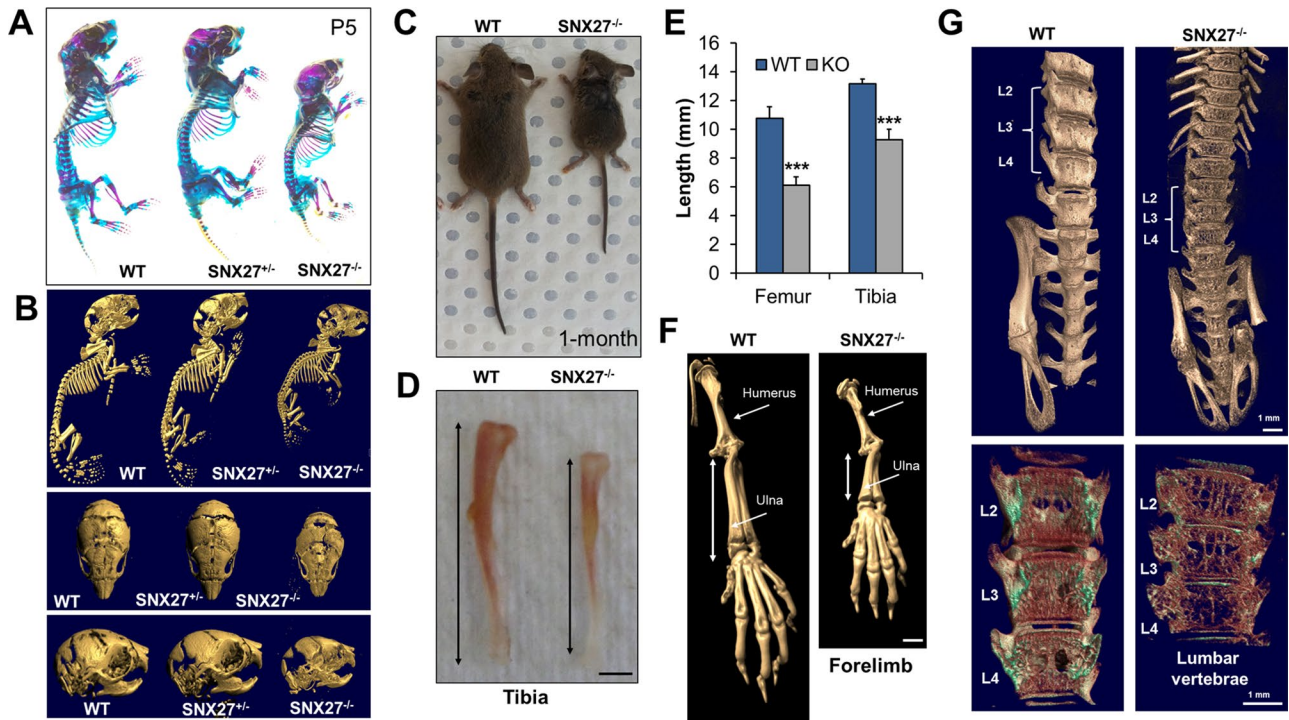 A
P5
WT SNX27+/- SNX27-/-
B
WT SNX27+/- SNX27-/-
WT SNX27+/- SNX27-/-
WT SNX27+/- SNX27-/-
C
WT SNX27-/-
1-month
D
WT SNX27-/-
Tibia
E
16
14
12
10
8
6
4
2
0
Length (mm)
WT KO
***
***
Femur Tibia
F
WT SNX27-/-
Humerus
Ulna
Humerus
Ulna
Forelimb
G
WT SNX27-/-
L2
L3
L4
L2
L3
L4
1 mm
L2
L3
L4
L2
L3
L4
Lumbar
vertebrae
1 mm